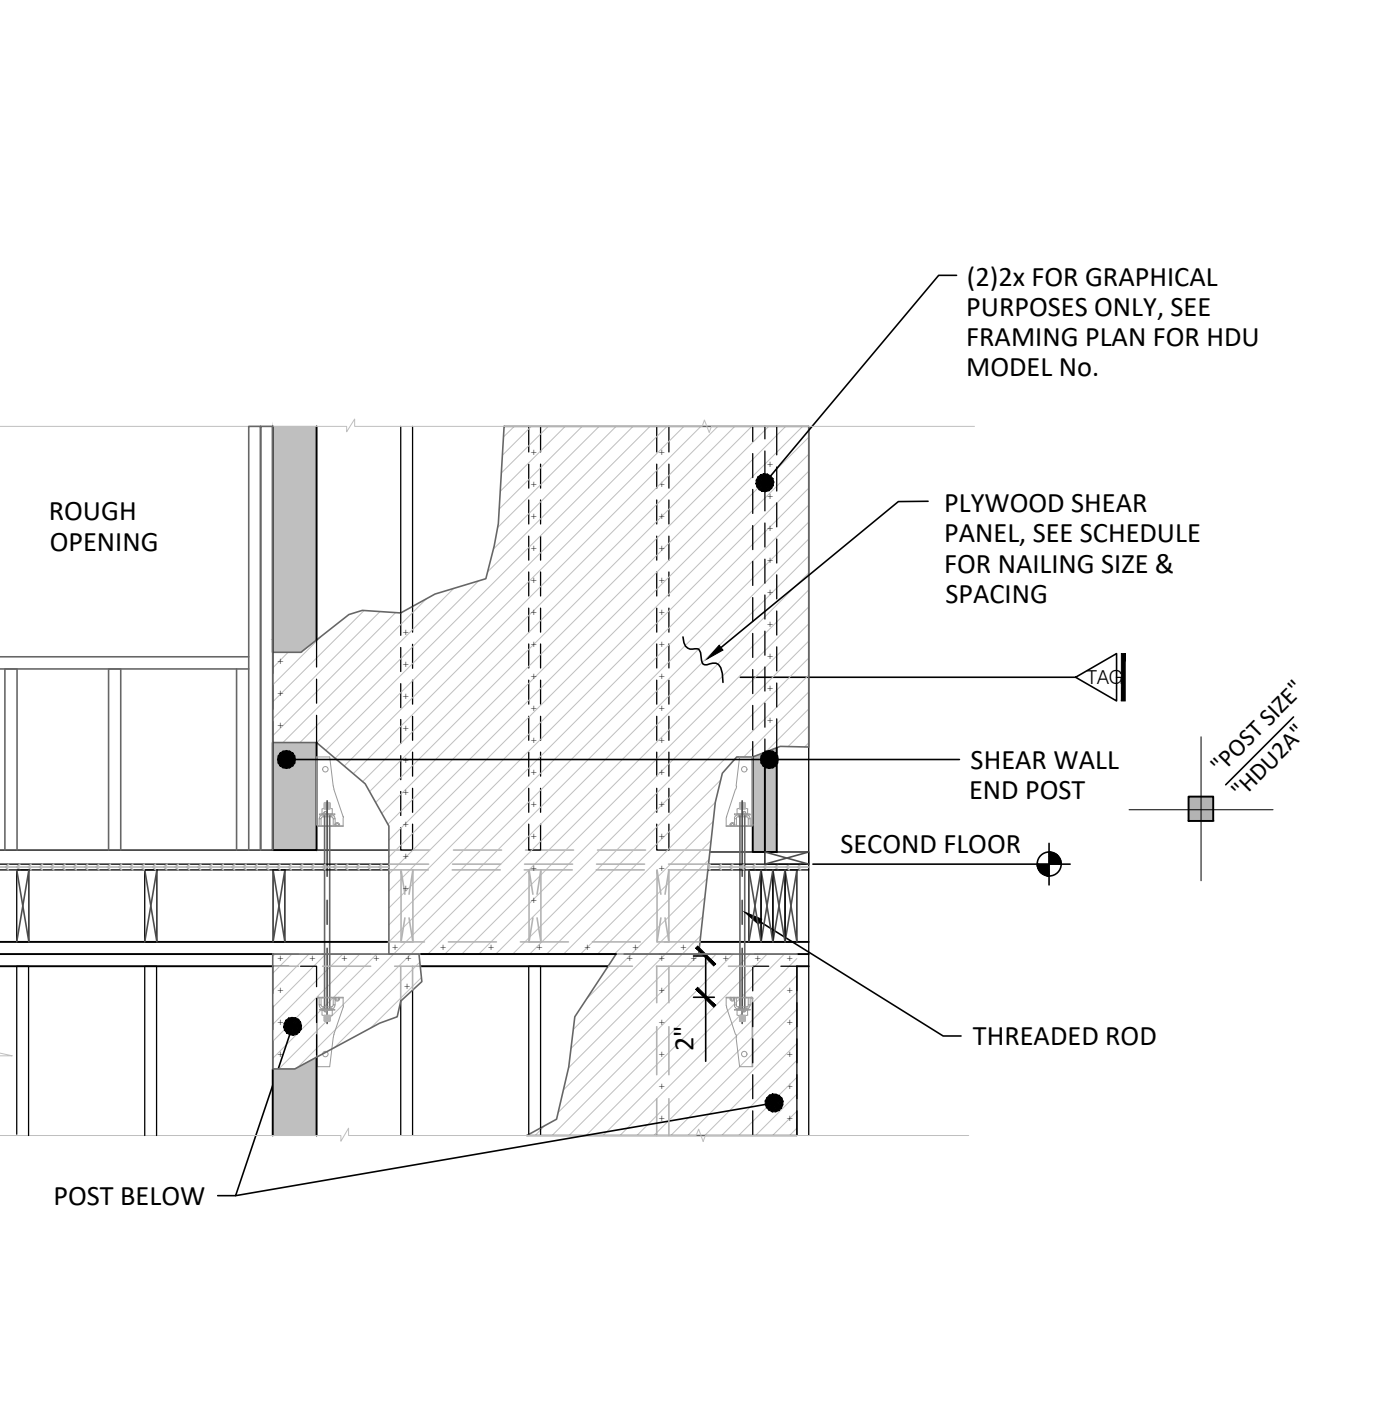 (2)2x FOR GRAPHICAL
PURPOSES ONLY, SEE
FRAMING PLAN FOR HDU
MODEL No.
ROUGH
OPENING
PLYWOOD SHEAR
PANEL, SEE SCHEDULE
FOR NAILING SIZE &
SPACING
TAG
"POST SIZE"
"HDU2A"
SHEAR WALL
END POST
SECOND FLOOR
2"
THREADED ROD
POST BELOW